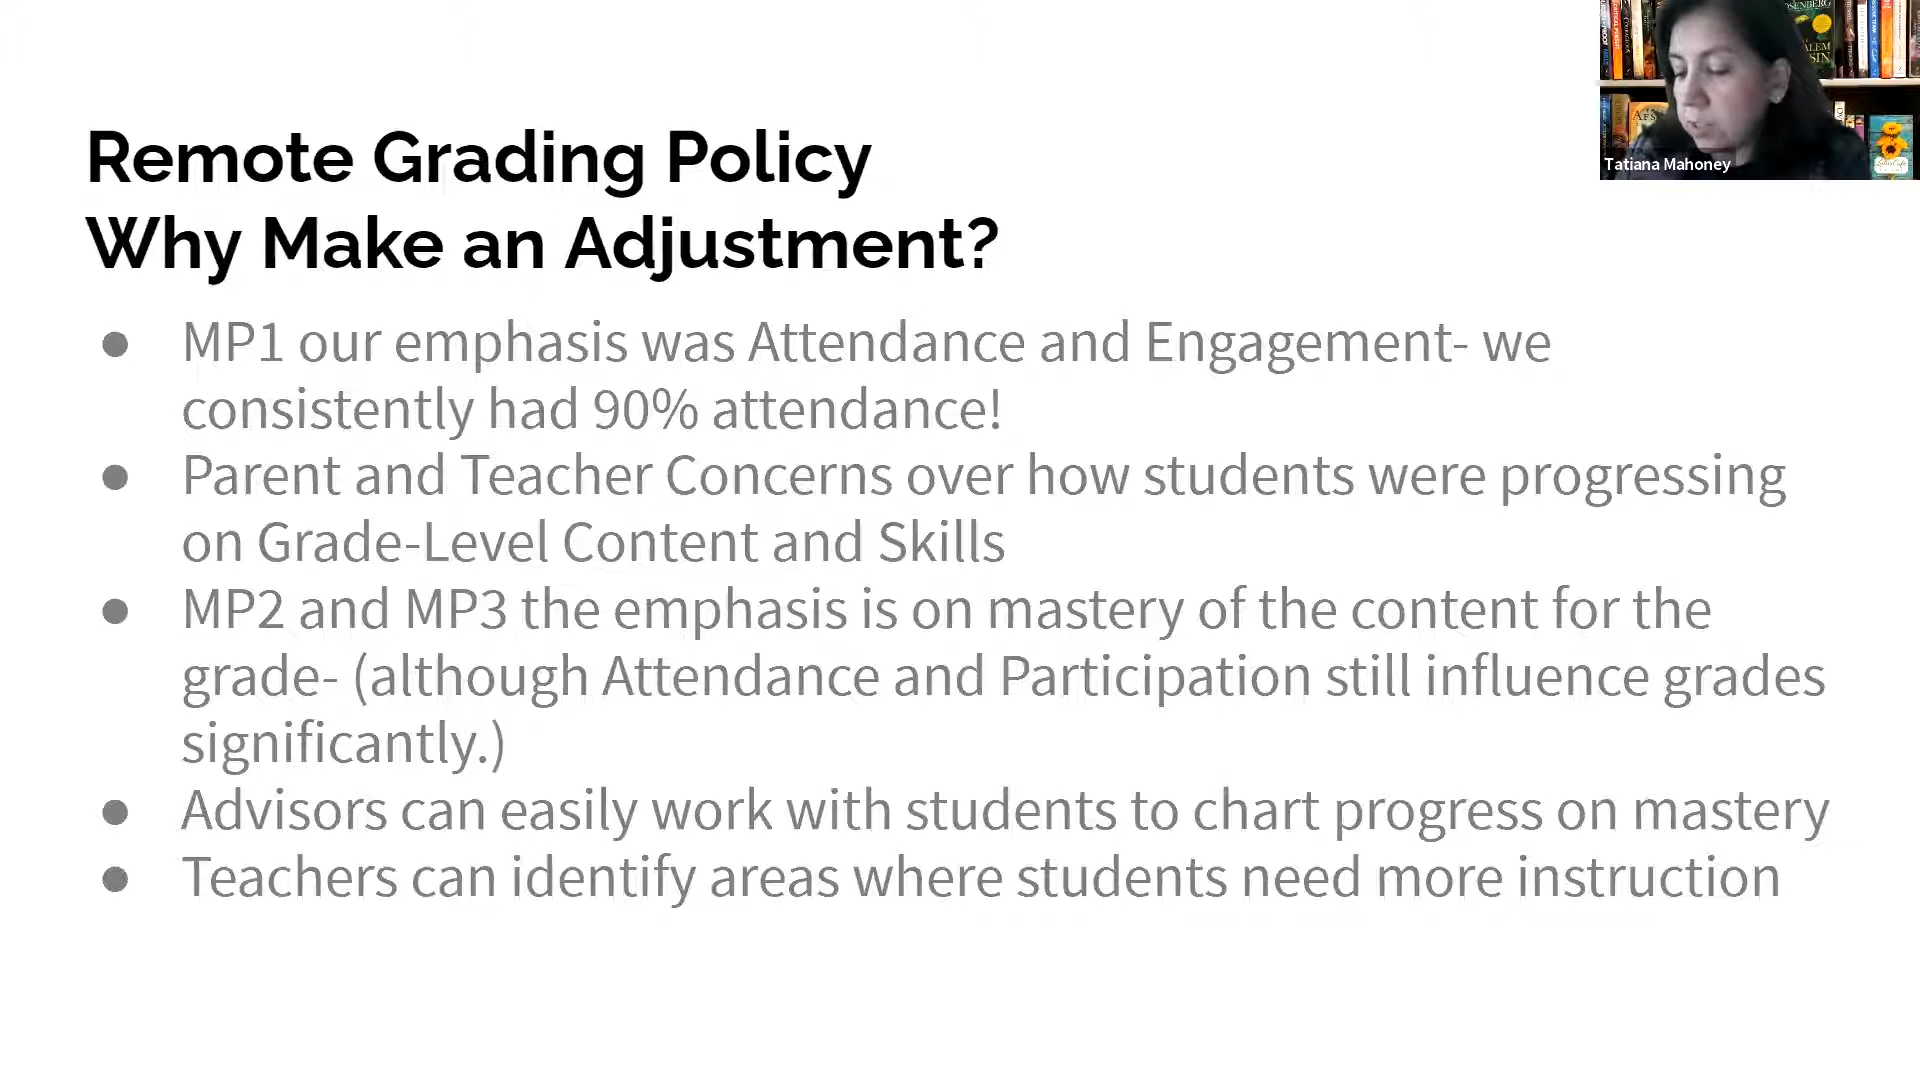 Remote Grading Policy
Why Make an Adjustment?
● MP1 our emphasis was Attendance and Engagement- we
consistently had 90% attendance!
● Parent and Teacher Concerns over how students were progressing
on Grade-Level Content and Skills
● MP2 and MP3 the emphasis is on mastery of the content for the
grade- (although Attendance and Participation still influence grades
significantly.)
● Advisors can easily work with students to chart progress on mastery
● Teachers can identify areas where students need more instruction
Tatiana Mahoney